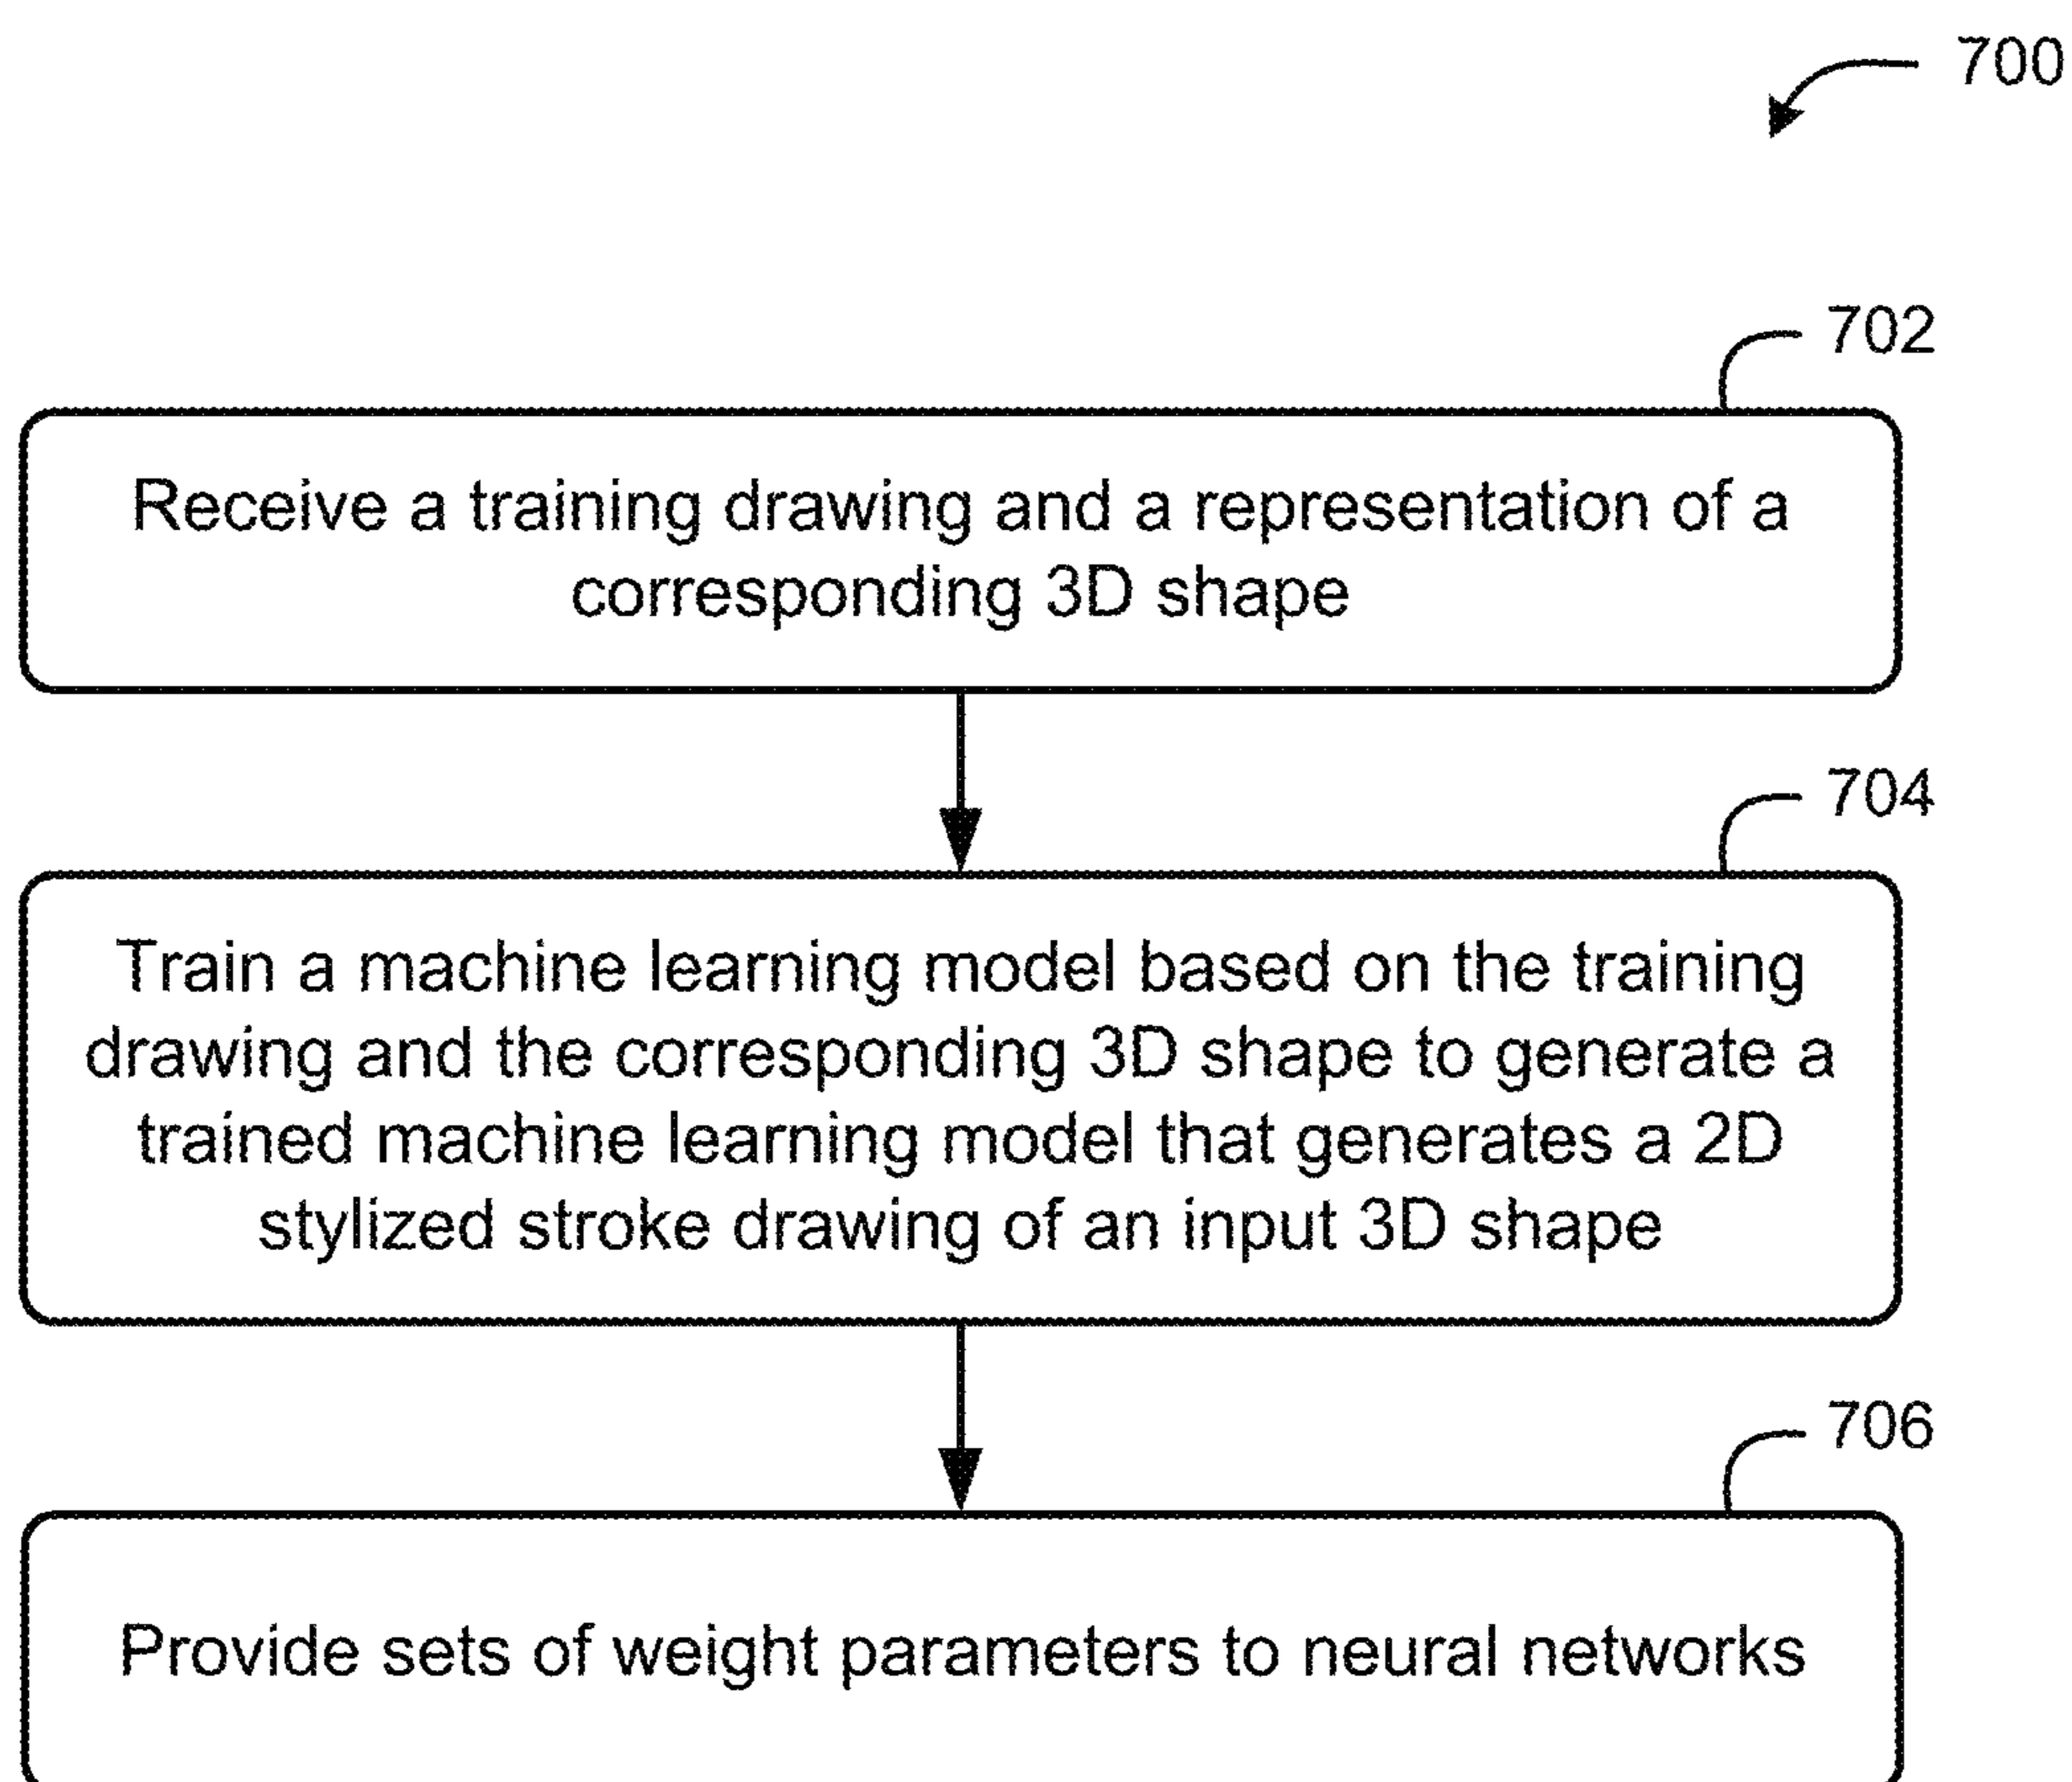 700
702
Receive a training drawing and a representation of a
corresponding 3D shape
704
Train a machine learning model based on the training
drawing and the corresponding 3D shape to generate a
trained machine learning model that generates a 2D
stylized stroke drawing of an input 3D shape
706
Provide sets of weight parameters to neural networks